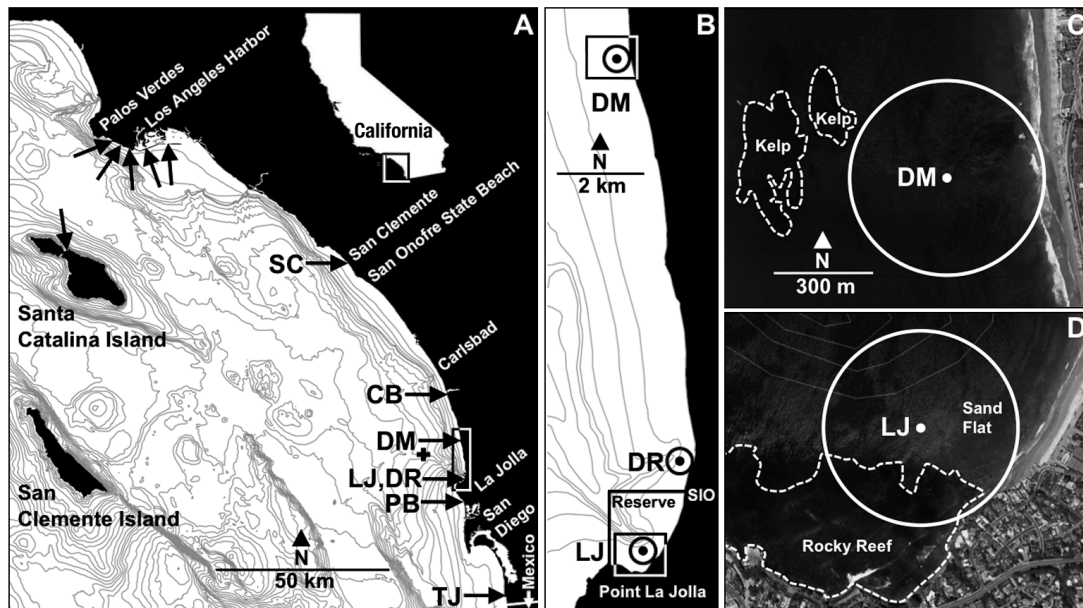 A
Palos Verdes
Los Angeles Harbor
California
San Clemente
San Onofre State Beach
SC
Santa
Catalina Island
Carlsbad
CB
DM
LJ, DR
PB
La Jolla
San
Diego
San
Clemente Island
N
50 km
TJ
Mexico
B
DM
N
2 km
DR
SIO
Reserve
LJ
Point La Jolla
C
Kelp
Kelp
DM
N
300 m
D
LJ
Sand
Flat
Rocky Reef